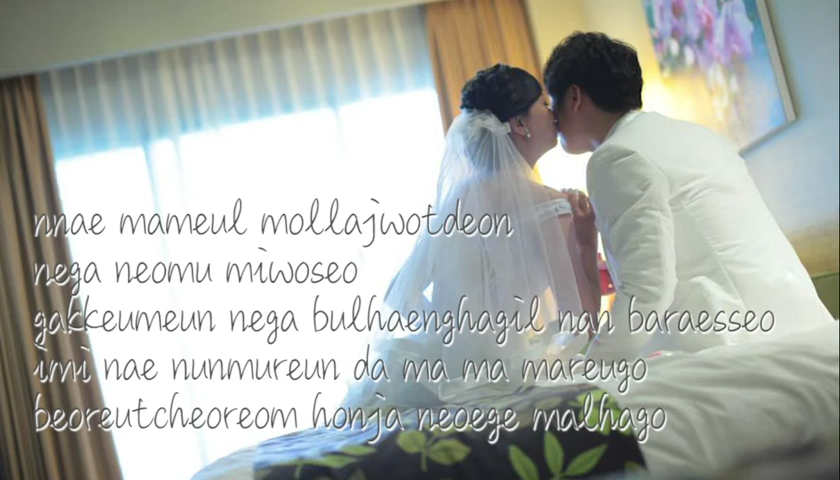 nnae mameul mollajwotdeon
nega neomu miwoseo
gakkeumeun nega bulhaenghagil nan baraesseo
imi nae nunmureun da ma ma mareugo
beoreutcheoreom honja neoege malhago